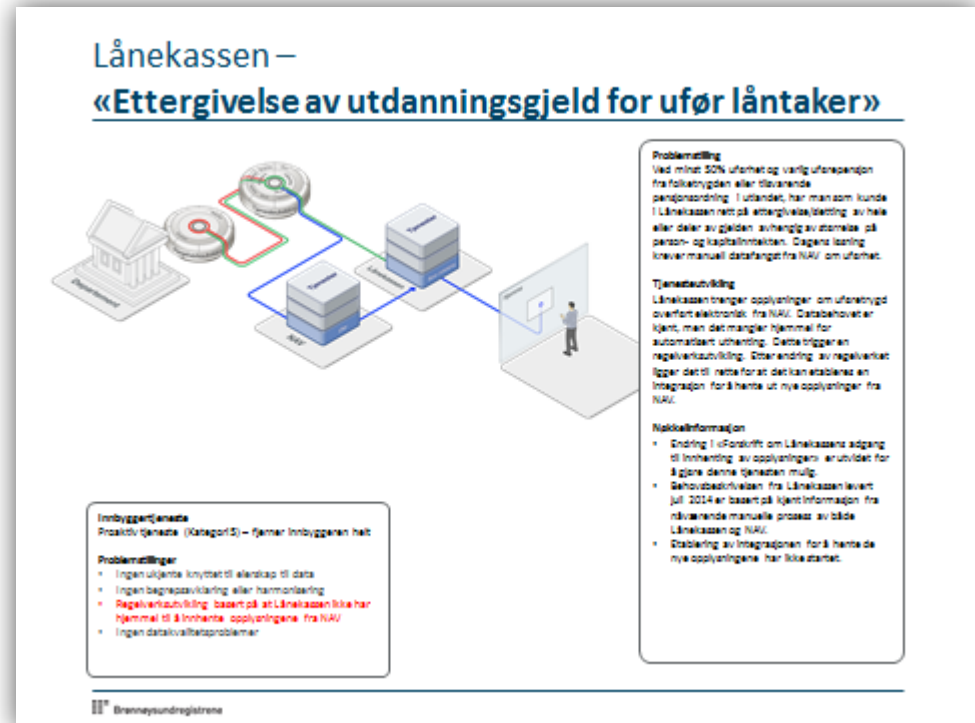 Lånekassen –
«Ettergivelse av utdanningsgjeld for ufør låntaker»
Departement
NAV
Lånekassen
Tjenester
Tjenester
Problemstilling
Ved minst 50% uførhet og varig uførepensjon
fra folketrygden eller tilsvarende
pensjonsordning i utlandet, har man som kunde
i Lånekassen rett på ettergivelse/sletting av hele
eller deler av gjelden avhengig av størrelse på
person- og kapitalinntekten. Dagens løsning
krever manuell datafangst fra NAV om uførhet.
Tjenesteutvikling
Lånekassen trenger opplysninger om uføretrygd
overført elektronisk fra NAV. Databehovet er
kjent, men det mangler hjemmel for
automatisert uthenting. Dette trigger en
regelverksutvikling. Etter endring av regelverket
ligger det til rette for at det kan etableres en
integrasjon for å hente ut nye opplysninger fra
NAV.
Nøkkelinformasjon
• Endring i «Forskrift om Lånekassens adgang
til innhenting av opplysninger» er utvidet for
å gjøre denne tjenesten mulig.
• Behovsbeskrivelsen fra Lånekassen levert
juli 2014 er basert på kjent informasjon fra
nåværende manuelle prosess av både
Lånekassen og NAV.
• Etablering av integrasjonen for å hente de
nye opplysningene har ikke startet.
Innbyggertjeneste
Proaktiv tjeneste (Kategori 5) – fjerner innbyggeren helt
Problemstillinger
• Ingen ukjente knyttet til eierskap til data
• Ingen begrepsavklaring eller harmonisering
• Regelverksutvikling basert på at Lånekassen ikke har
hjemmel til å innhente opplysningene fra NAV
• Ingen datakvalitetsproblemer
Brønnøysundregistrene